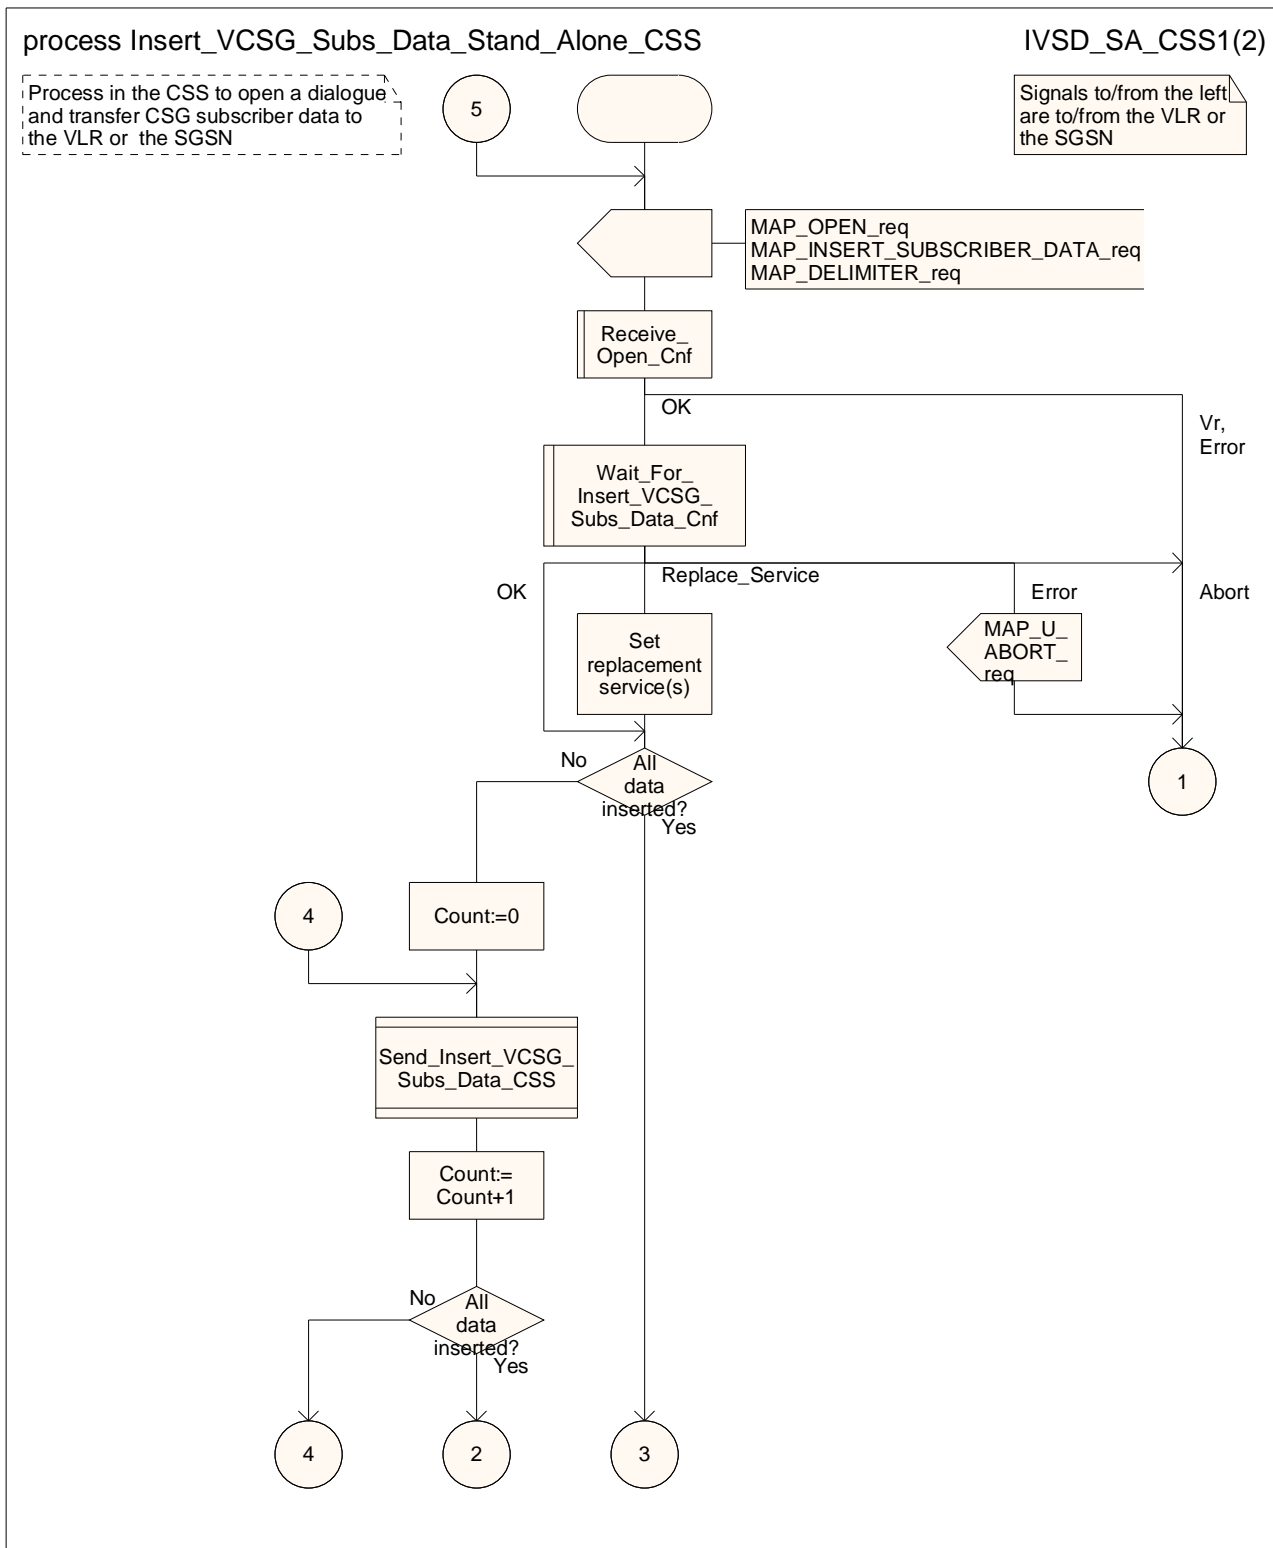 process Insert_VCSG_Subs_Data_Stand_Alone_CSS
IVSD_SA_CSS1(2)
Process in the CSS to open a dialogue
and transfer CSG subscriber data to
the VLR or the SGSN
5
Signals to/from the left
are to/from the VLR or
the SGSN
MAP_OPEN_req
MAP_INSERT_SUBSCRIBER_DATA_req
MAP_DELIMITER_req
Receive_
Open_Cnf
OK
Vr,
Error
Wait_For_
Insert_VCSG_
Subs_Data_Cnf
OK
Replace_Service
Error
Abort
Set
replacement
service(s)
MAP_U_
ABORT_
req
No
All
data
inserted?
Yes
1
4
Count:=0
Send_Insert_VCSG_
Subs_Data_CSS
Count:=
Count+1
No
All
data
inserted?
Yes
4
2
3